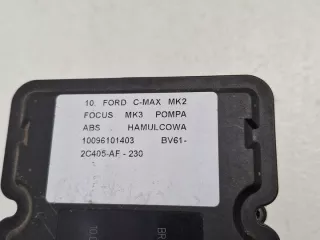 10. FORD C-MAX MK2
FOCUS MK3 POMPA
ABS HAMULCOWA
10096101403 BV61-
2C405-AF - 230